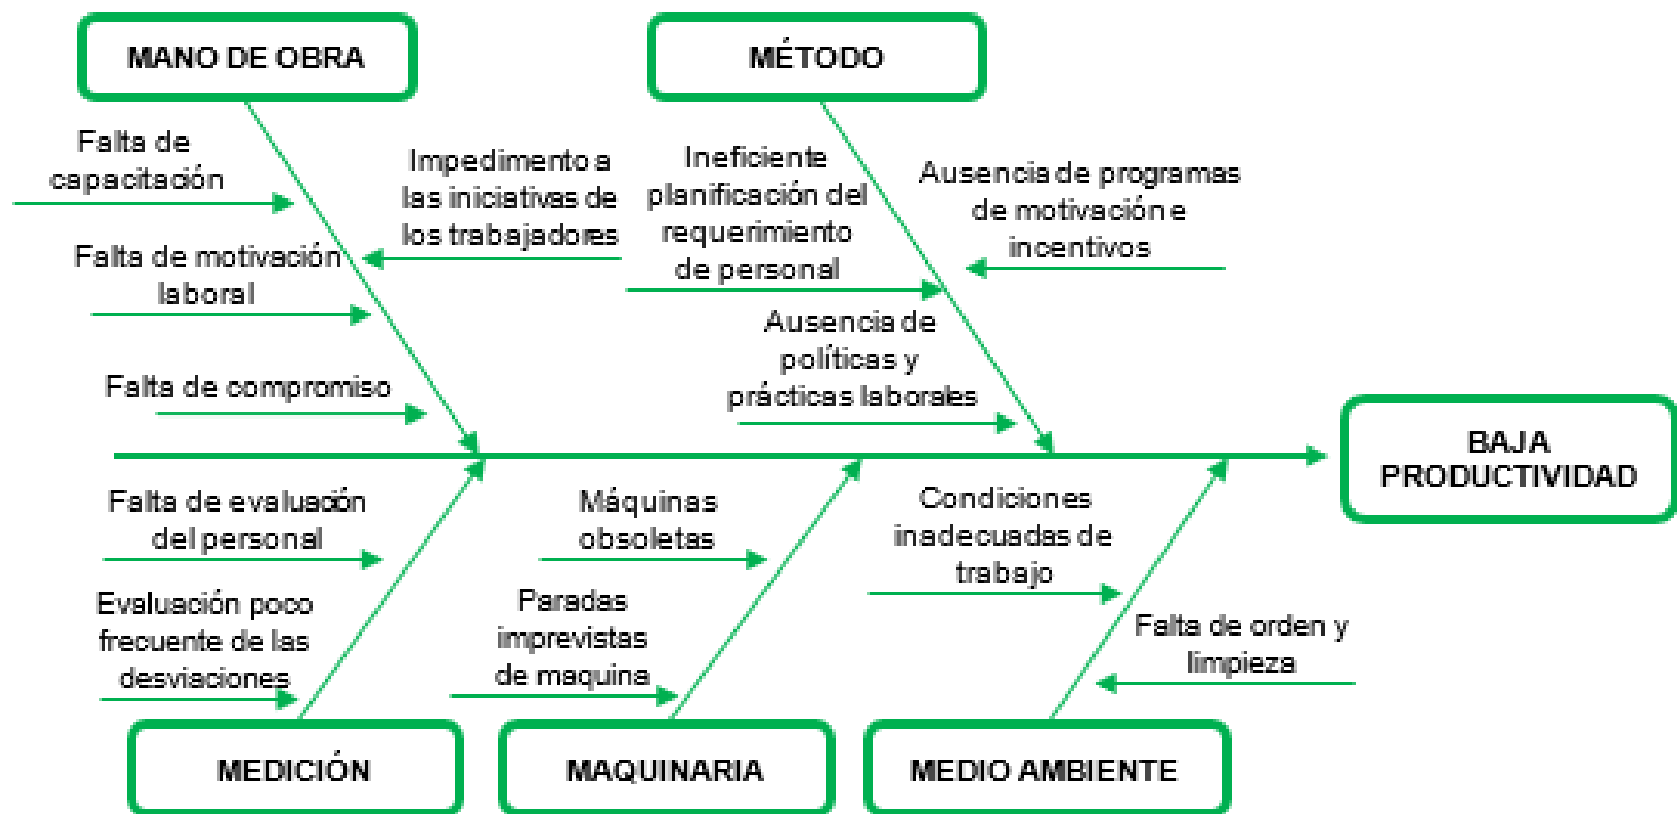 MANO DE OBRA
MÉTODO
Falta de
capacitación
Impedimento a
las iniciativas de
los trabajadores
Falta de motivación
laboral
Falta de compromiso
Ineficiente
planificación del
requerimiento
de personal
Ausencia de programas
de motivación e
incentivos
Ausencia de
políticas y
prácticas laborales
BAJA
PRODUCTIVIDAD
Falta de evaluación
del personal
Evaluación poco
frecuente de las
desviaciones
Máquinas
obsoletas
Paradas
imprevistas
de maquina
Condiciones
inadecuadas de
trabajo
Falta de orden y
limpieza
MEDICIÓN
MAQUINARIA
MEDIO AMBIENTE